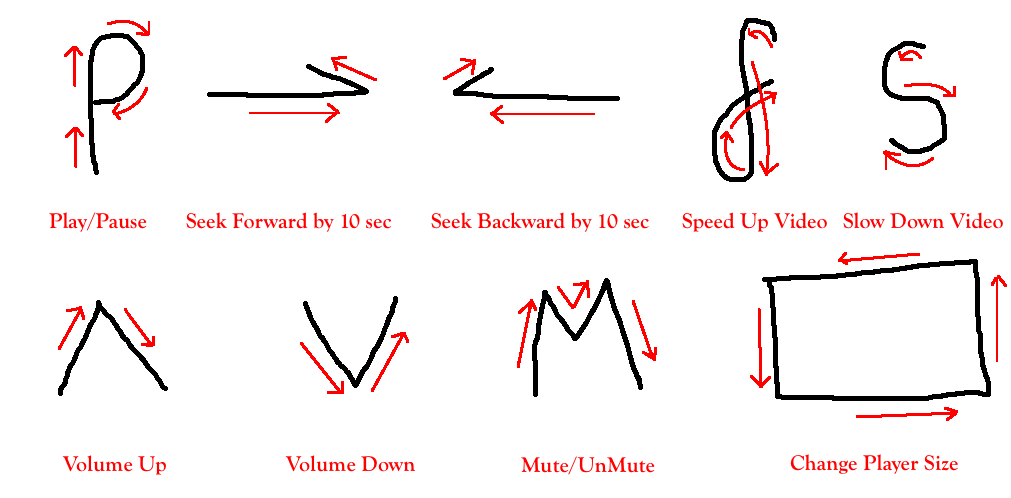 Play/Pause
Seek Forward by 10 sec
Seek Backward by 10 sec
Speed Up Video
Slow Down Video
Volume Up
Volume Down
Mute/UnMute
Change Player Size